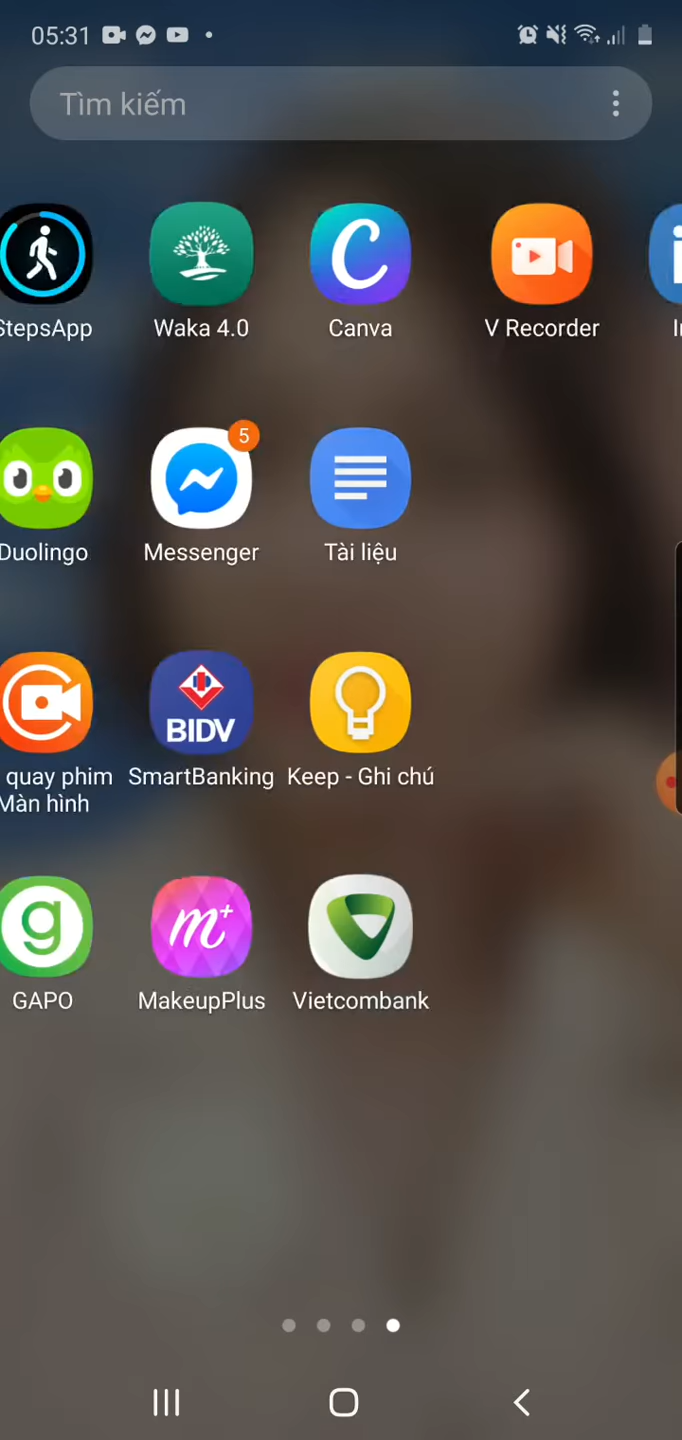 05:31
Tìm kiếm
StepsApp
Waka 4.0
Canva
V Recorder
Duolingo
5
Messenger
Tài liệu
quay phim
Màn hình
BIDV
SmartBanking
Keep - Ghi chú
g
GAPO
m+
MakeupPlus
Vietcombank